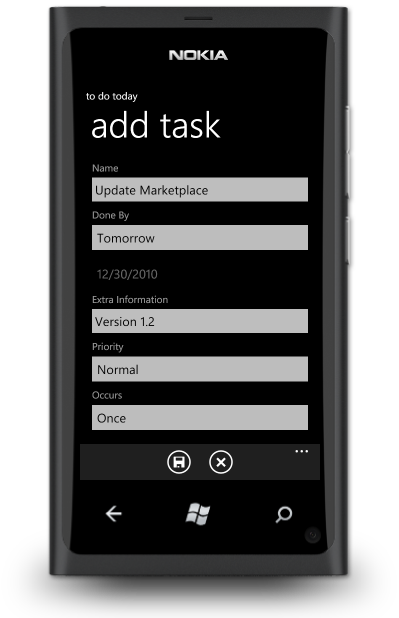 NOKIA
to do today
add task
Name
Update Marketplace
Done By
Tomorrow
12/30/2010
Extra Information
Version 1.2
Priority
Normal
Occurs
Once